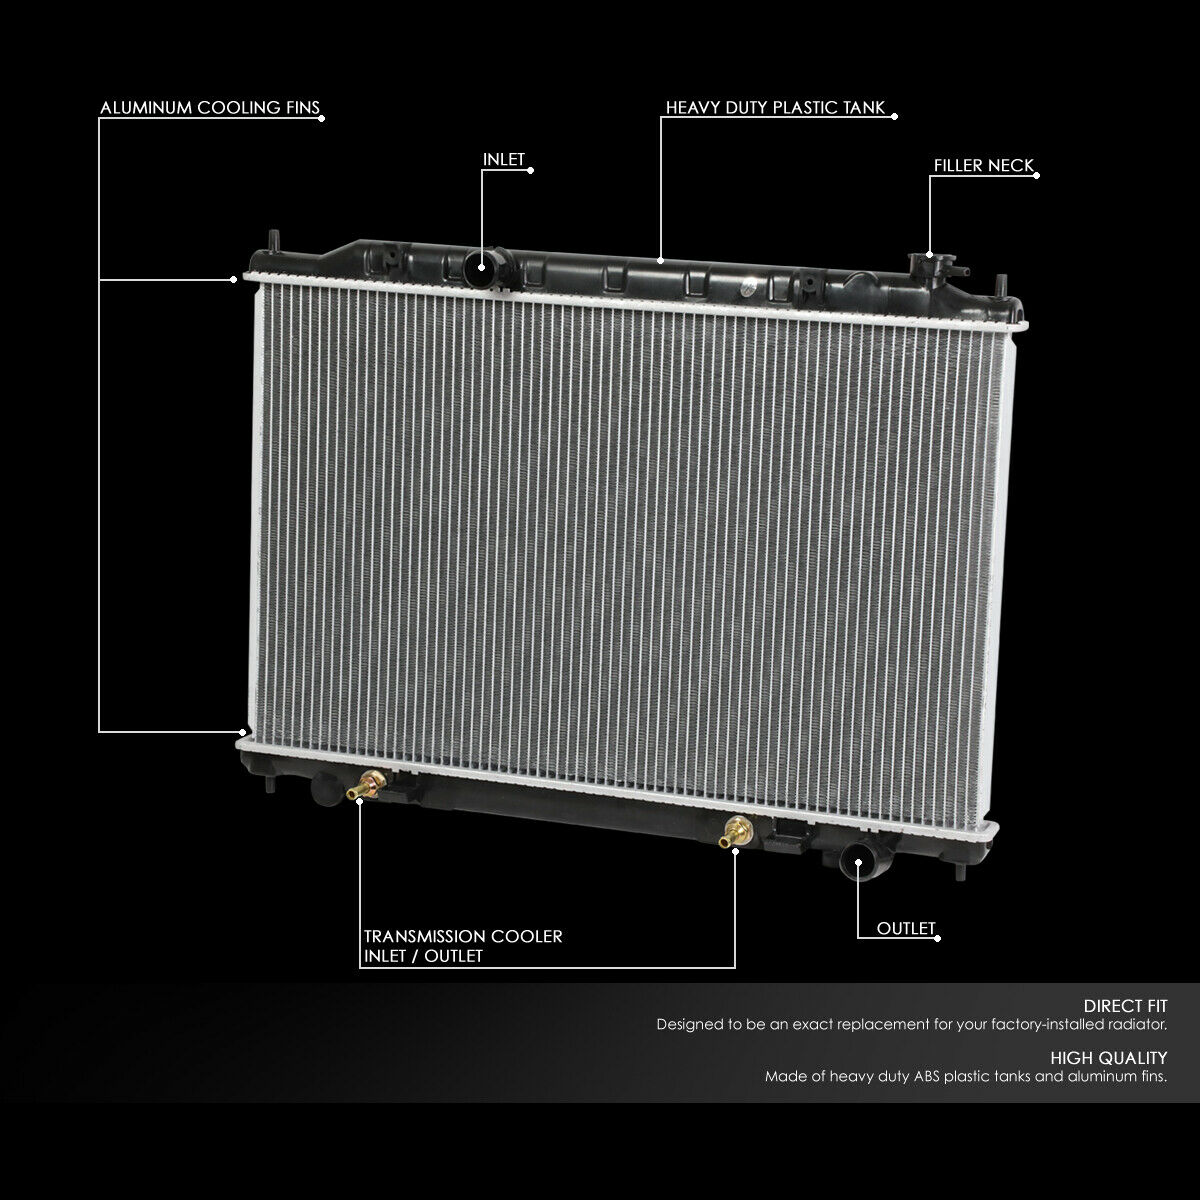 ALUMINUM COOLING FINS
HEAVY DUTY PLASTIC TANK
INLET
FILLER NECK
TRANSMISSION COOLER
INLET / OUTLET
OUTLET
DIRECT FIT
Designed to be an exact replacement for your factory-installed radiator.
HIGH QUALITY
Made of heavy duty ABS plastic tanks and aluminum fins.